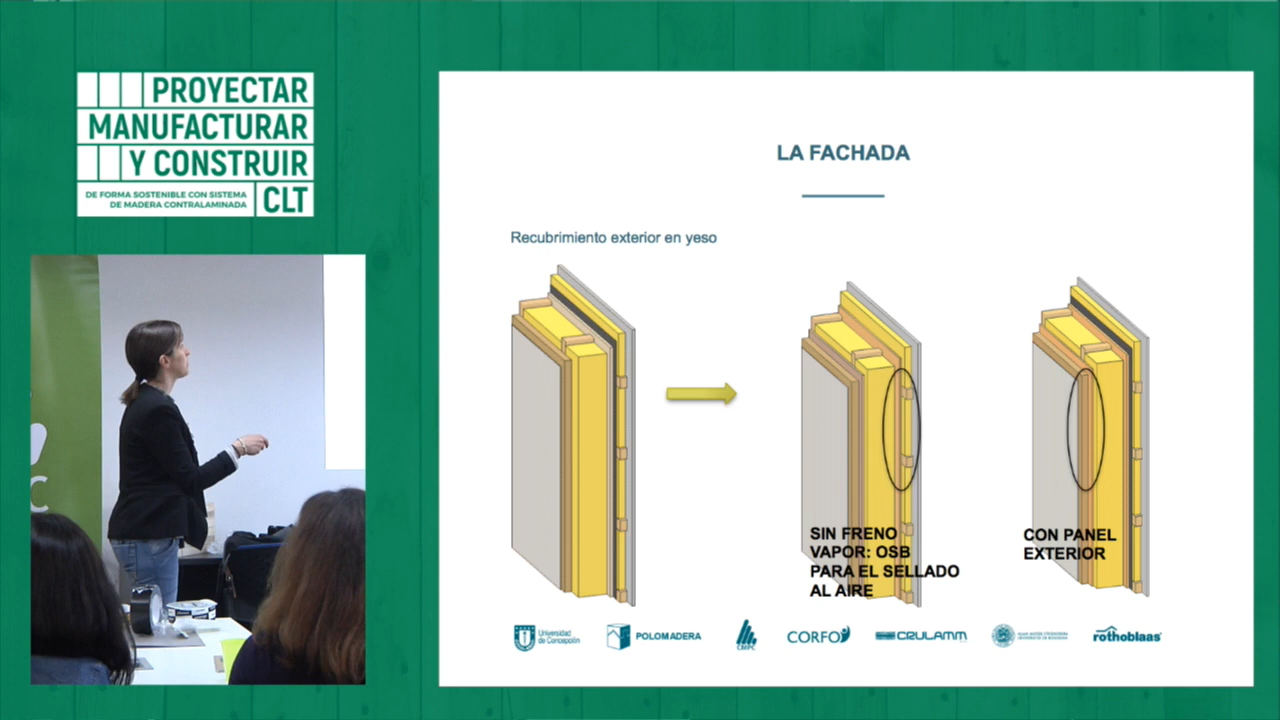 PROYECTAR
MANUFACTURAR
Y CONSTRUIR
DE FORMA SOSTENIBLE CON SISTEMA
DE MADERA CONTRALAMINADA
CLT
LA FACHADA
Recubrimiento exterior en yeso
SIN FRENO
VAPOR: OSB
PARA EL SELLADO
AL AIRE
CON PANEL
EXTERIOR
Universidad
de Concepción
POLOMADERA
CMPC
CORFO
CRULAMM
rothoblaas
C